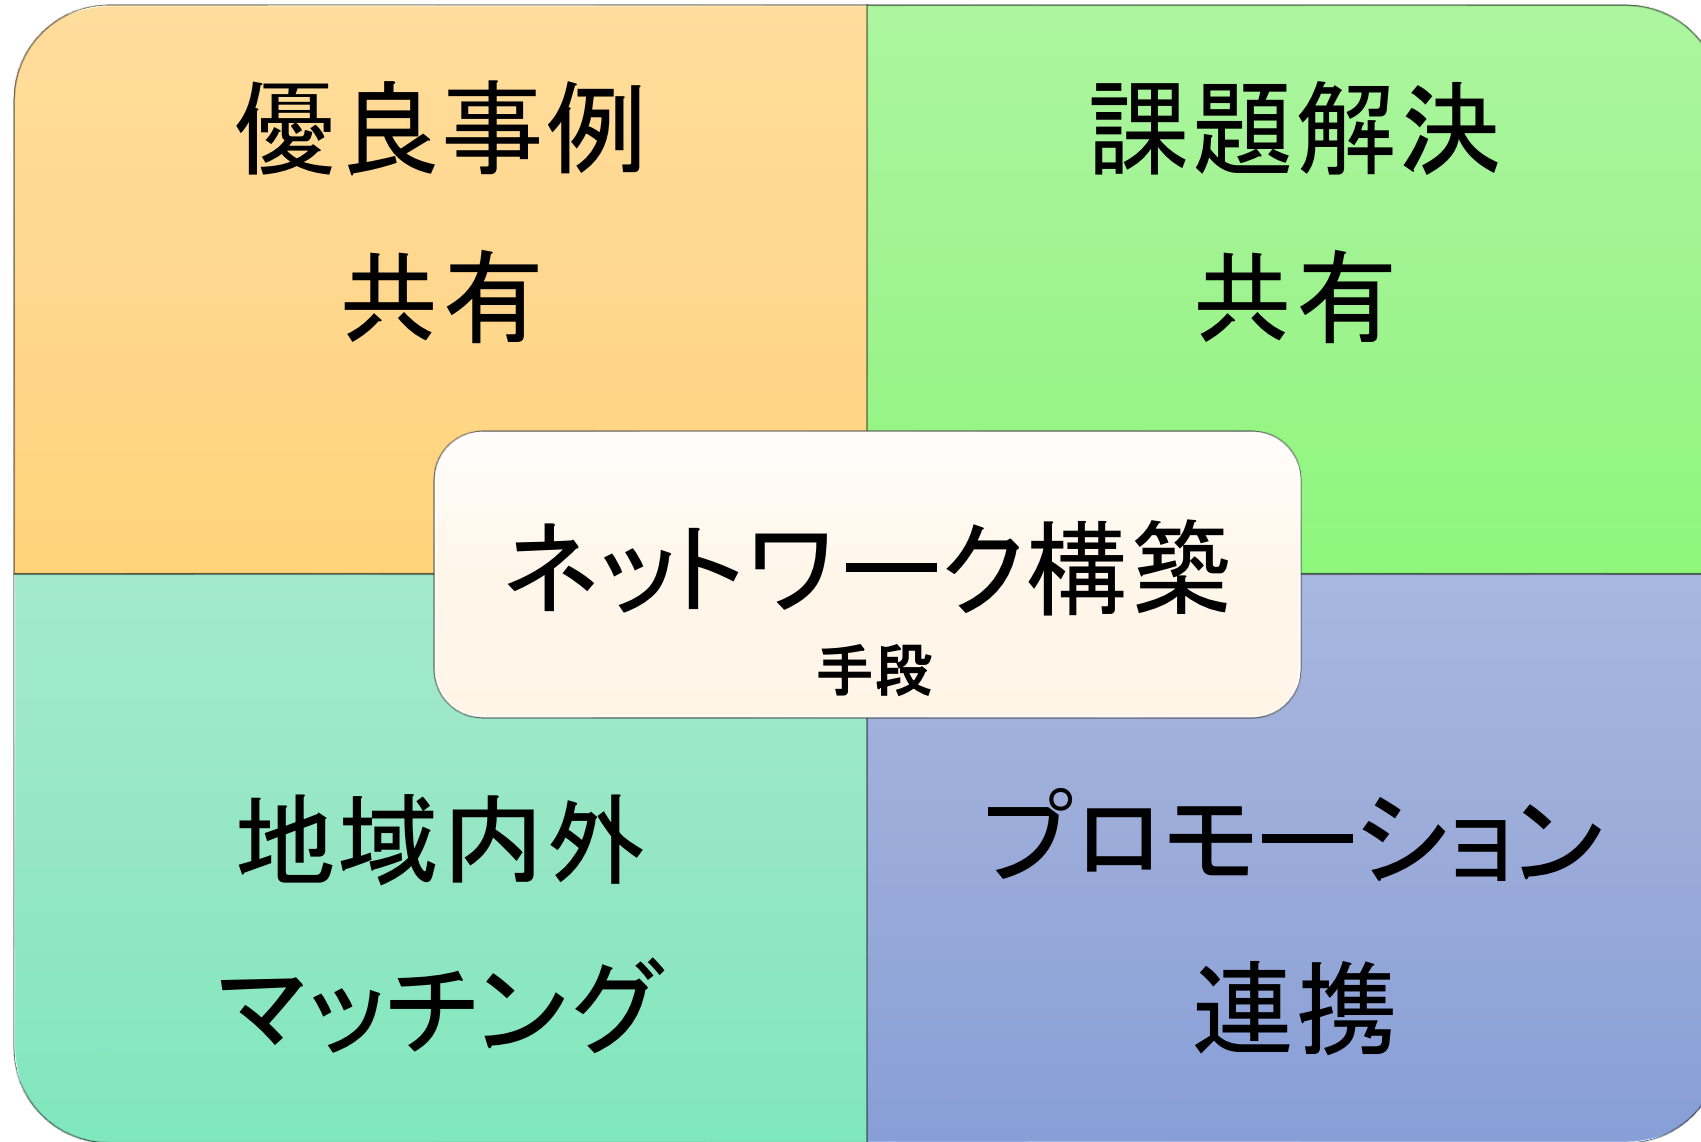 優良事例
共有
課題解決
共有
ネットワーク構築
手段
地域内外
マッチング
プロモーション
連携